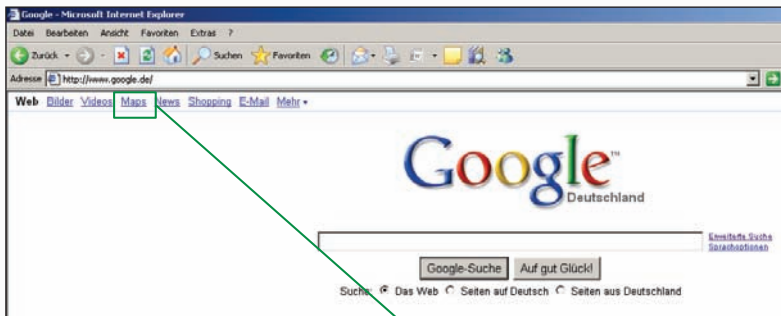 Google - Microsoft Internet Explorer
Datei Bearbeiten Ansicht Favoriten Extras ?
Zurück Suchen Favoriten
Adresse http://www.google.de/
Web Bilder Videos Maps News Shopping E-Mail Mehr
Google™
Deutschland
Erweiterte Suche
Sprachoptionen
Google-Suche Auf gut Glück!
Suche: Das Web Seiten auf Deutsch Seiten aus Deutschland